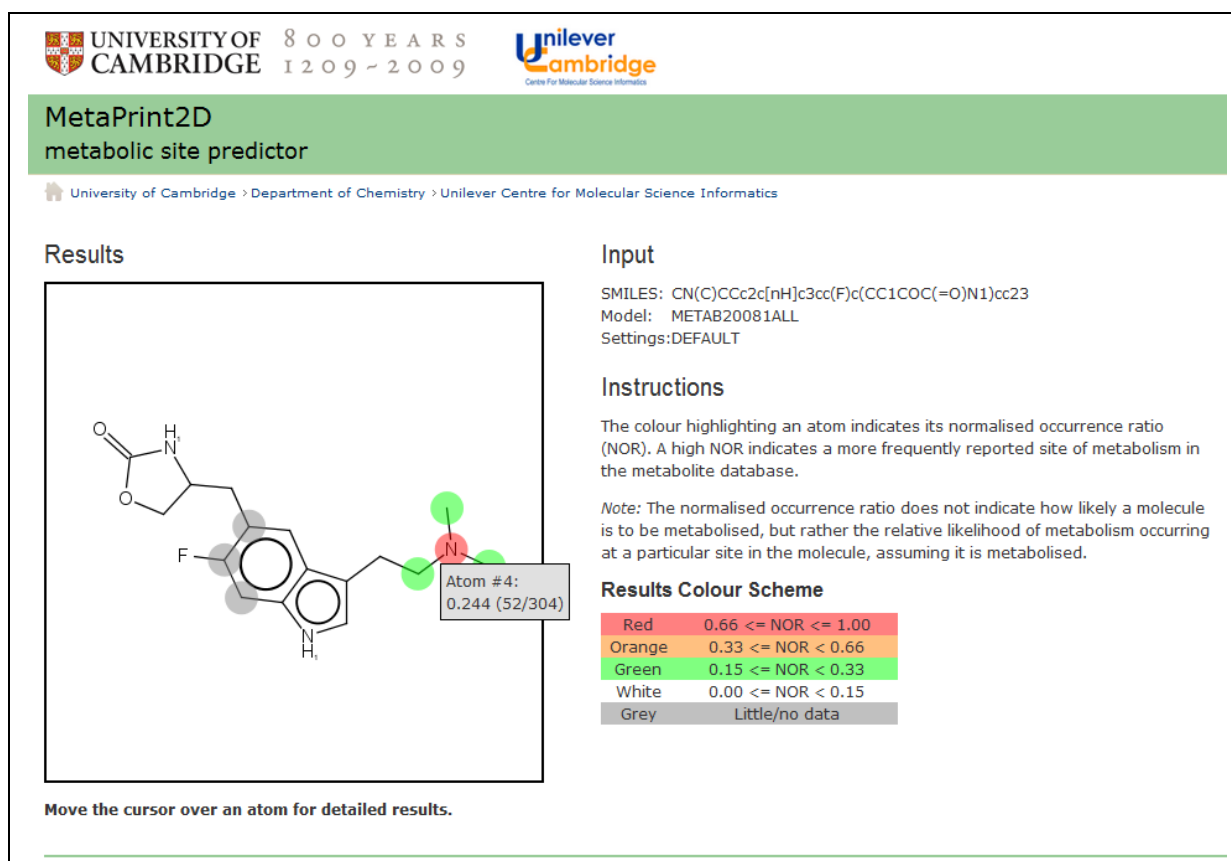 UNIVERSITY OF
CAMBRIDGE
800 YEARS
1209~2009
Unilever
Cambridge
Centre For Molecular Science Informatics
MetaPrint2D
metabolic site predictor
University of Cambridge > Department of Chemistry > Unilever Centre for Molecular Science Informatics
Results
O
H
1
N
O
F
N
Atom #4:
0.244 (52/304)
N
H
1
Move the cursor over an atom for detailed results.
Input
SMILES: CN(C)CCc2c[nH]c3cc(F)c(CC1COC(=O)N1)cc23
Model: METAB20081ALL
Settings:DEFAULT
Instructions
The colour highlighting an atom indicates its normalised occurrence ratio
(NOR). A high NOR indicates a more frequently reported site of metabolism in
the metabolite database.
Note: The normalised occurrence ratio does not indicate how likely a molecule
is to be metabolised, but rather the relative likelihood of metabolism occurring
at a particular site in the molecule, assuming it is metabolised.
Results Colour Scheme
Red 0.66 <= NOR <= 1.00
Orange 0.33 <= NOR < 0.66
Green 0.15 <= NOR < 0.33
White 0.00 <= NOR < 0.15
Grey Little/no data